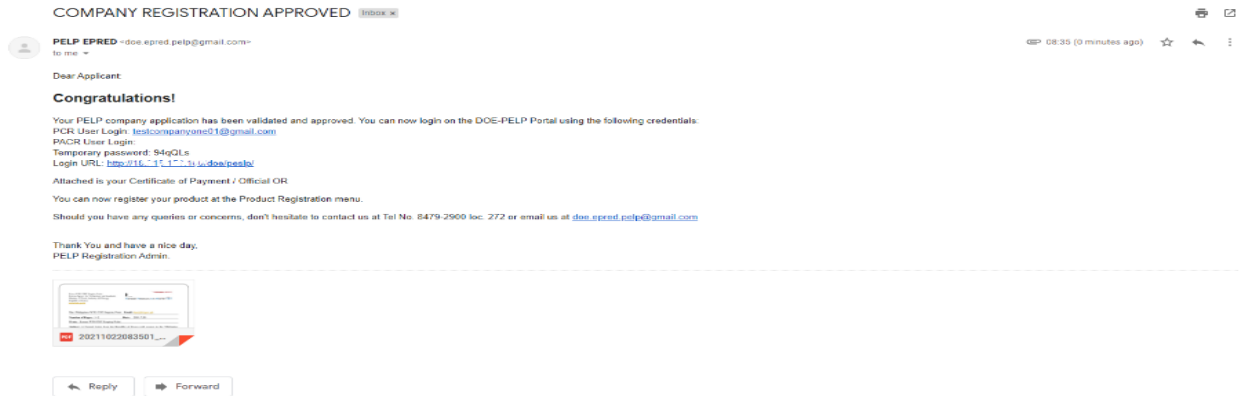 COMPANY REGISTRATION APPROVED Inbox x
PELP EPRED <doe.epred.pelp@gmail.com>
08:35 (0 minutes ago)
to me
Dear Applicant:
Congratulations!
Your PELP company application has been validated and approved. You can now login on the DOE-PELP Portal using the following credentials:
PCR User Login: testcompanyone01@gmail.com
PACR User Login:
Temporary password: 94qQLs
Login URL:
Attached is your Certificate of Payment / Official OR
You can now register your product at the Product Registration menu.
Should you have any queries or concerns, don't hesitate to contact us at Tel No. 8479-2900 loc. 272 or email us at doe.epred.pelp@gmail.com
Thank You and have a nice day,
PELP Registration Admin.
PDF 20211022083501_...
Reply Forward